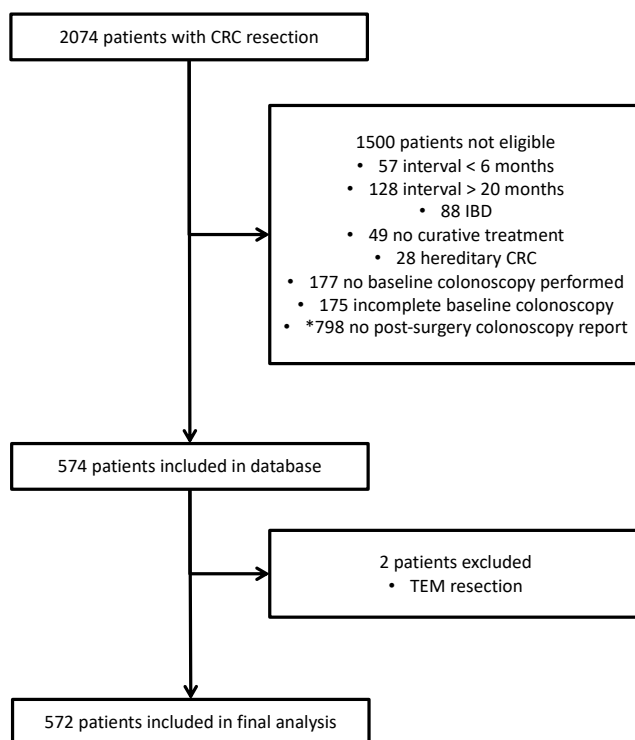 2074 patients with CRC resection
1500 patients not eligible
• 57 interval < 6 months
• 128 interval > 20 months
• 88 IBD
• 49 no curative treatment
• 28 hereditary CRC
• 177 no baseline colonoscopy performed
• 175 incomplete baseline colonoscopy
• *798 no post-surgery colonoscopy report
574 patients included in database
2 patients excluded
• TEM resection
572 patients included in final analysis